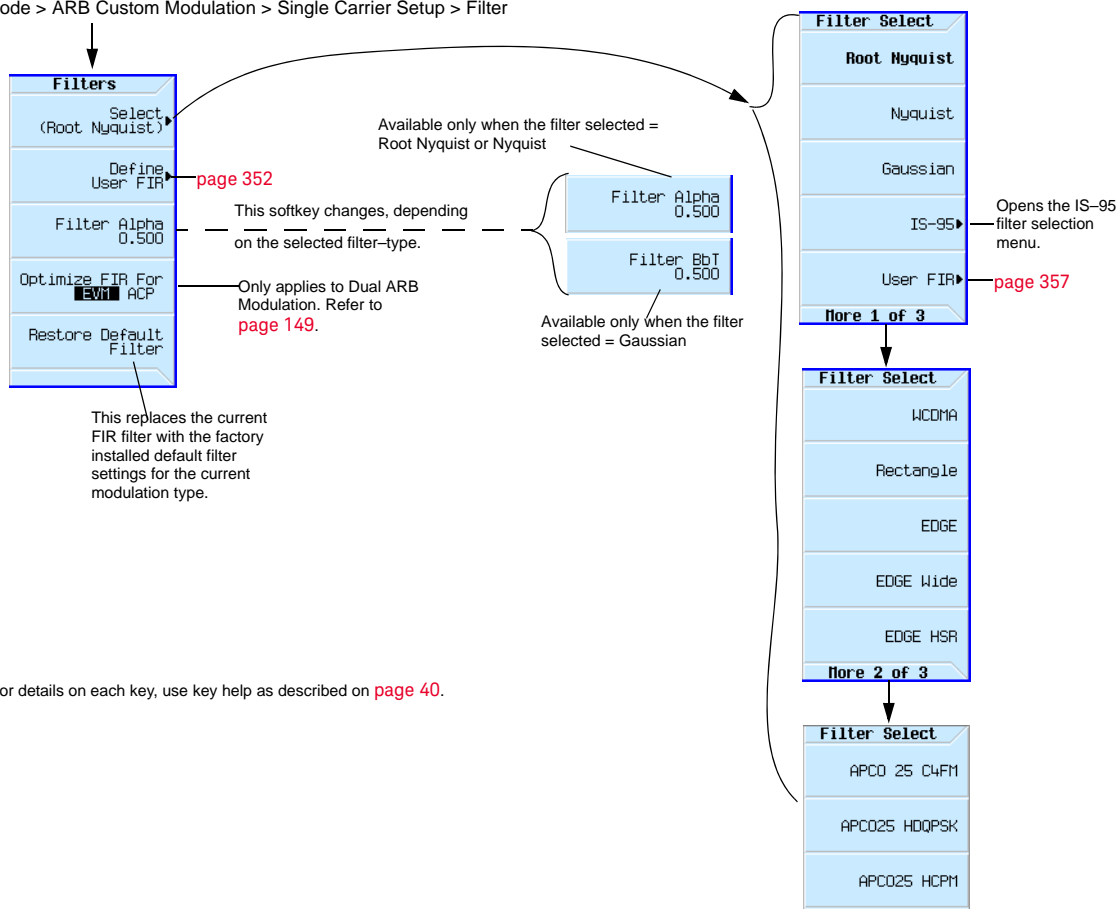 ode > ARB Custom Modulation > Single Carrier Setup > Filter
Filters
Select
(Root Nyquist)
Define
User FIR
page 352
Filter Alpha
0.500
Optimize FIR For
EVM ACP
Restore Default
Filter
This softkey changes, depending
on the selected filter–type.
Only applies to Dual ARB
Modulation. Refer to
page 149.
This replaces the current
FIR filter with the factory
installed default filter
settings for the current
modulation type.
Available only when the filter selected =
Root Nyquist or Nyquist
Filter Alpha
0.500
Filter BbT
0.500
Available only when the filter
selected = Gaussian
Filter Select
Root Nyquist
Nyquist
Gaussian
IS-95
Opens the IS–95
filter selection
menu.
User FIR
page 357
More 1 of 3
Filter Select
WCDMA
Rectangle
EDGE
EDGE Wide
EDGE HSR
More 2 of 3
Filter Select
APCO 25 C4FM
APCO25 HDQPSK
APCO25 HCPM
or details on each key, use key help as described on page 40.